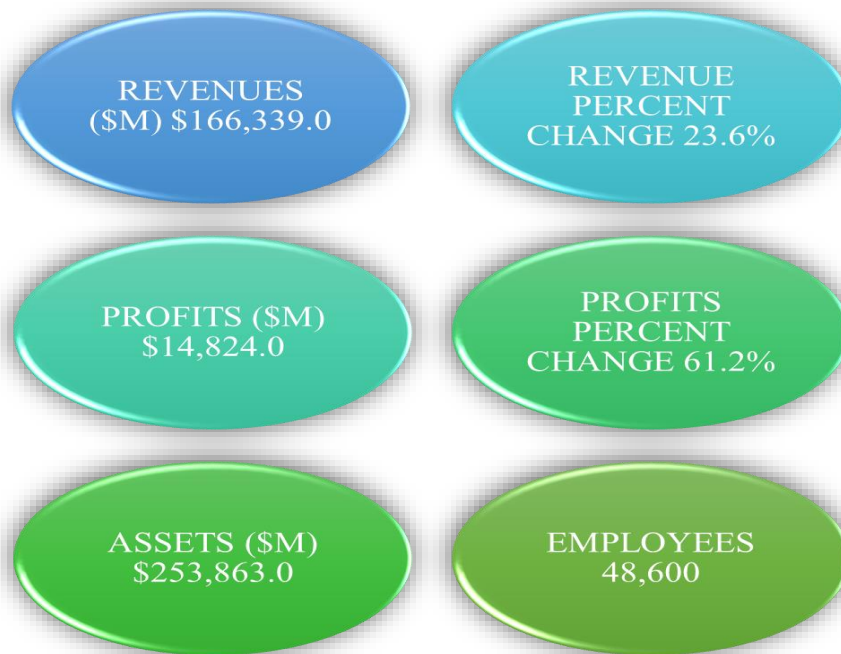 REVENUES
($M) $166,339.0
REVENUE
PERCENT
CHANGE 23.6%
PROFITS ($M)
$14,824.0
PROFITS
PERCENT
CHANGE 61.2%
ASSETS ($M)
$253,863.0
EMPLOYEES
48,600